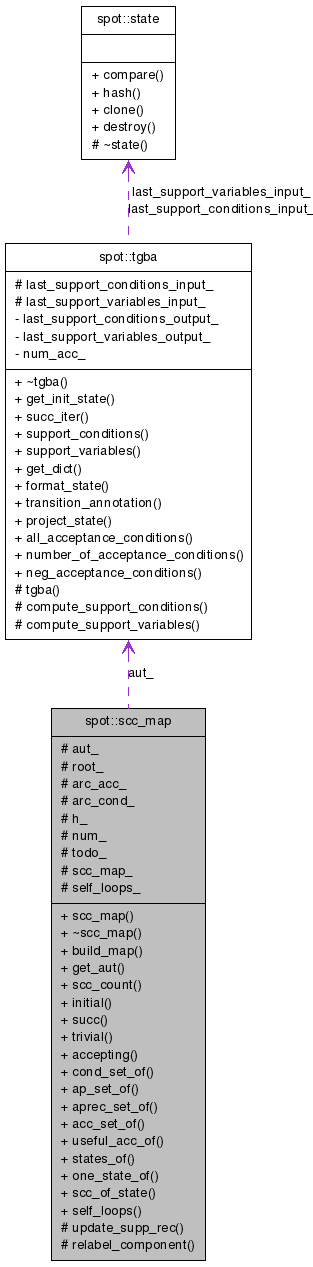 spot::state
+ compare()
+ hash()
+ clone()
+ destroy()
# ~state()
last_support_variables_input_
last_support_conditions_input_
spot::tgba
# last_support_conditions_input_
# last_support_variables_input_
- last_support_conditions_output_
- last_support_variables_output_
- num_acc_
+ ~tgba()
+ get_init_state()
+ succ_iter()
+ support_conditions()
+ support_variables()
+ get_dict()
+ format_state()
+ transition_annotation()
+ project_state()
+ all_acceptance_conditions()
+ number_of_acceptance_conditions()
+ neg_acceptance_conditions()
# tgba()
# compute_support_conditions()
# compute_support_variables()
aut_
spot::scc_map
# aut_
# root_
# arc_acc_
# arc_cond_
# h_
# num_
# todo_
# scc_map_
# self_loops_
+ scc_map()
+ ~scc_map()
+ build_map()
+ get_aut()
+ scc_count()
+ initial()
+ succ()
+ trivial()
+ accepting()
+ cond_set_of()
+ ap_set_of()
+ aprec_set_of()
+ acc_set_of()
+ useful_acc_of()
+ states_of()
+ one_state_of()
+ scc_of_state()
+ self_loops()
# update_supp_rec()
# relabel_component()